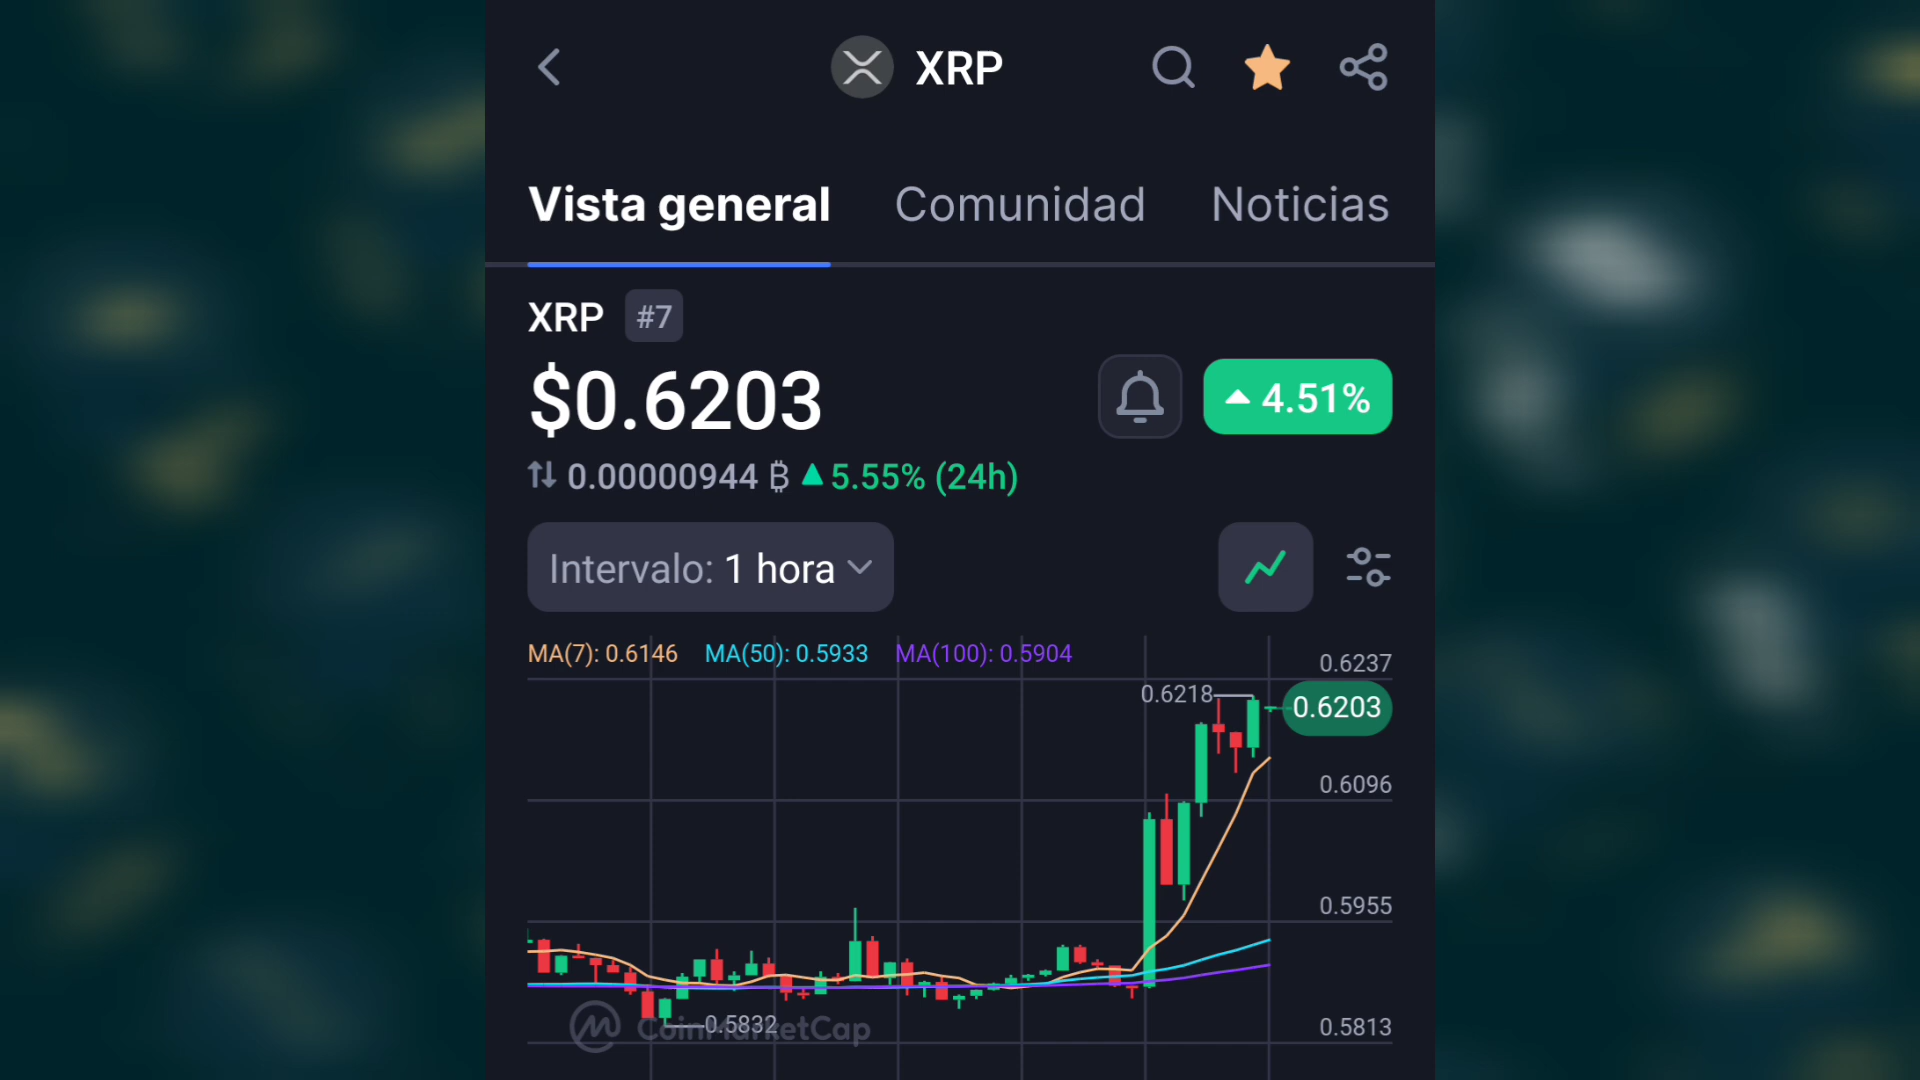 XRP
Vista general Comunidad Noticias
XRP #7
$0.6203 4.51%
0.00000944 ₿ 5.55% (24h)
Intervalo: 1 hora
MA(7): 0.6146 MA(50): 0.5933 MA(100): 0.5904
0.6237
0.6218 0.6203
0.6096
0.5955
0.5832
CoinMarketCap
0.5813